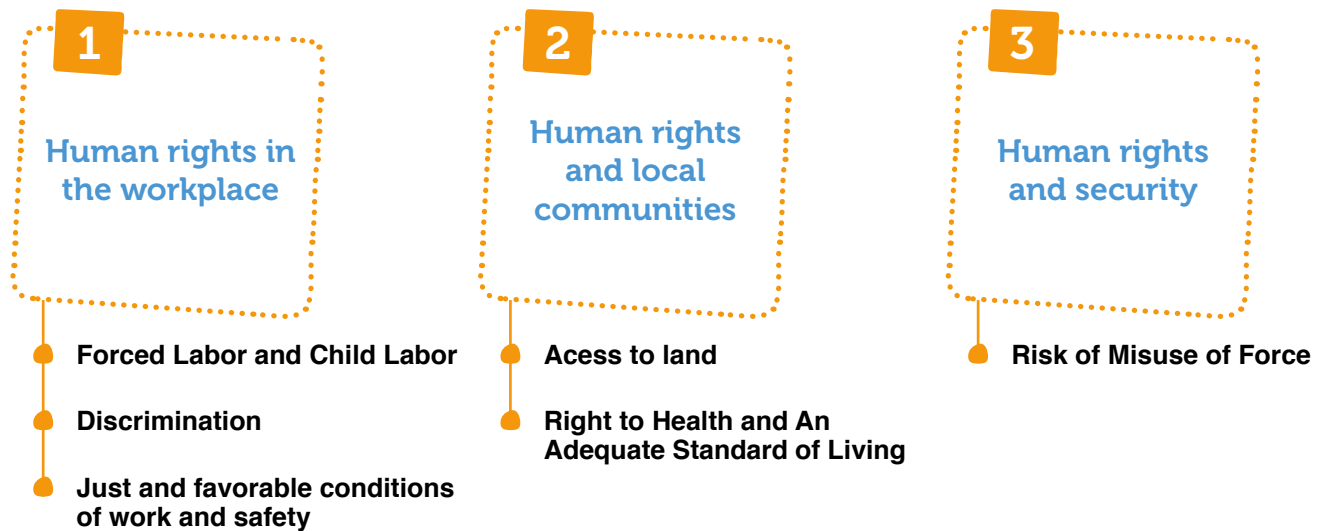 1
Human rights in
the workplace
Forced Labor and Child Labor
Discrimination
Just and favorable conditions
of work and safety
2
Human rights
and local
communities
Acess to land
Right to Health and An
Adequate Standard of Living
3
Human rights
and security
Risk of Misuse of Force